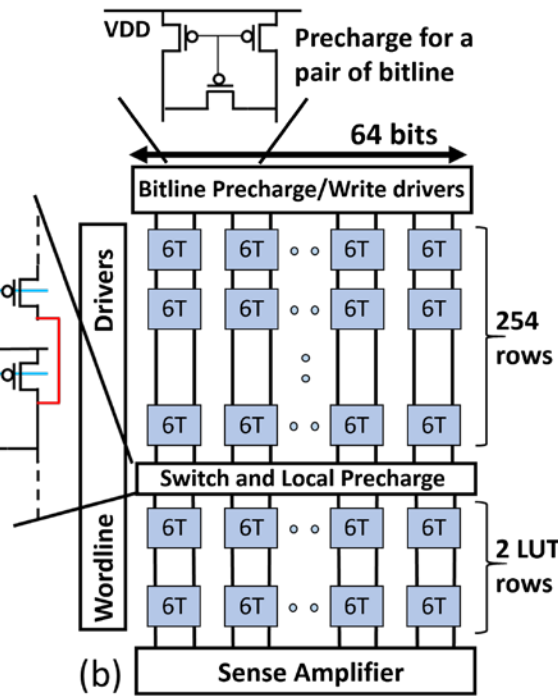 VDD
Precharge for a
pair of bitline
64 bits
Bitline Precharge/Write drivers
6T 6T 6T 6T
6T 6T 6T 6T
6T 6T 6T 6T
254
rows
Drivers
Switch and Local Precharge
Wordline
6T 6T 6T 6T
6T 6T 6T 6T
2 LUT
rows
(b)
Sense Amplifier